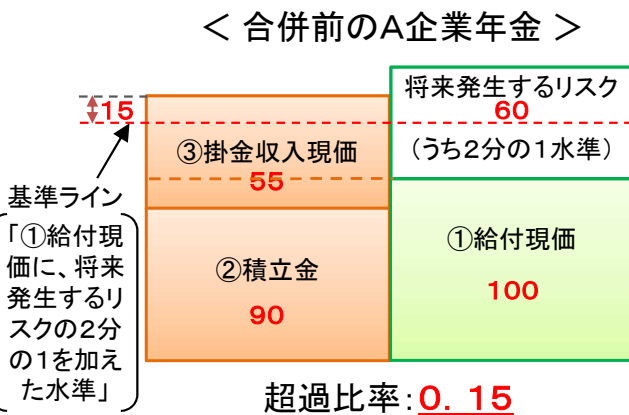 ＜ 合併前のA企業年金 ＞
15
将来発生するリスク
60
（うち2分の1水準）
③掛金収入現価
55
基準ライン
「①給付現
価に、将来
発生するリ
スクの2分
の1を加え
た水準」
②積立金
90
①給付現価
100
超過比率：0．15